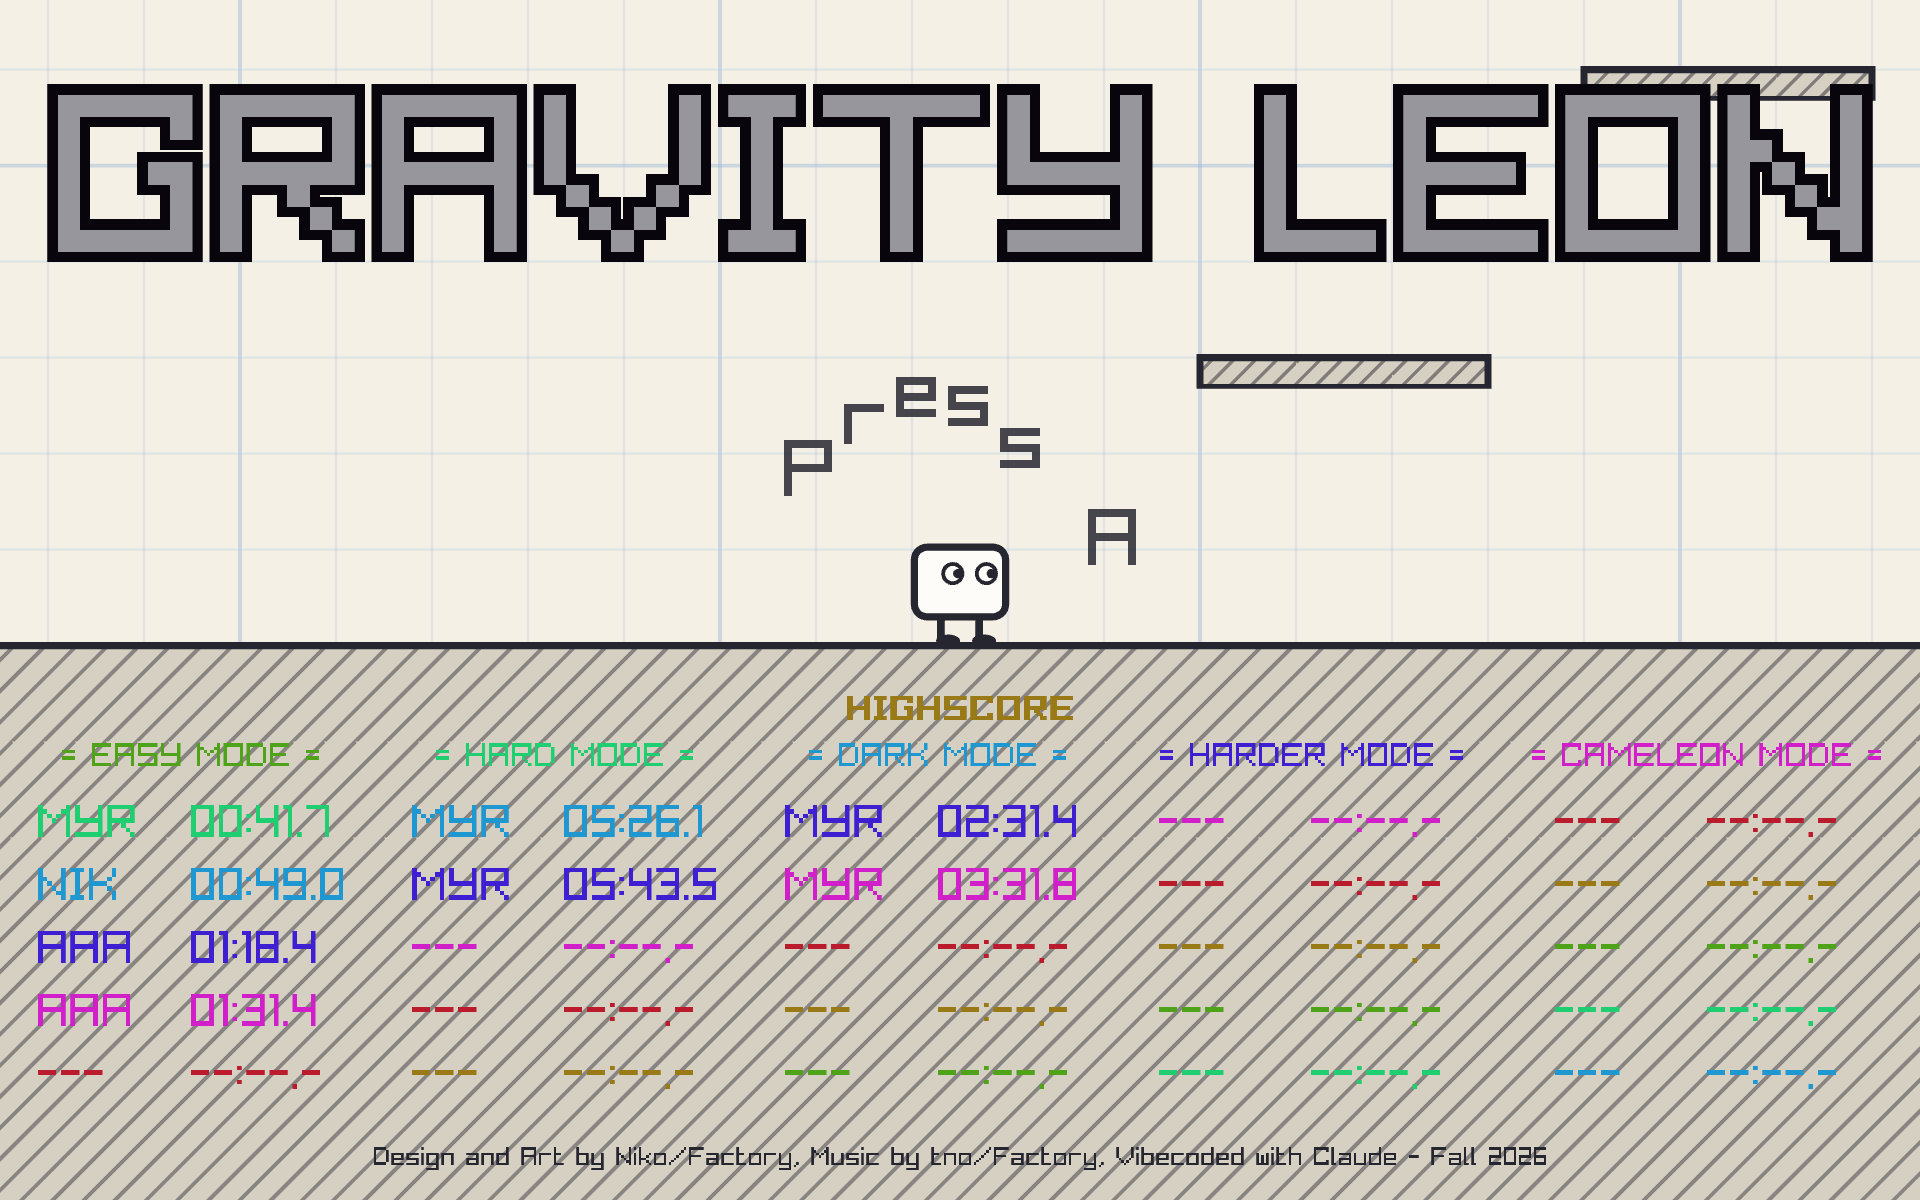 GRAVITY LEON
Press A
HIGHSCORE
= EASY MODE = = HARD MODE = = DARK MODE = = HARDER MODE = = CAMELEON MODE =
MYR 00:41.7 MYR 05:26.1 MYR 02:31.4 --- --:--.- --- --:--.-
NIK 00:49.0 MYR 05:43.5 MYR 03:31.8 --- --:--.- --- --:--.-
AAA 01:18.4 --- --:--.- --- --:--.- --- --:--.- --- --:--.-
AAA 01:31.4 --- --:--.- --- --:--.- --- --:--.- --- --:--.-
--- --:--.- --- --:--.- --- --:--.- --- --:--.- --- --:--.-
Design and Art by Niko/Factory, Music by tno/Factory, Vibecoded with Claude - Fall 2026